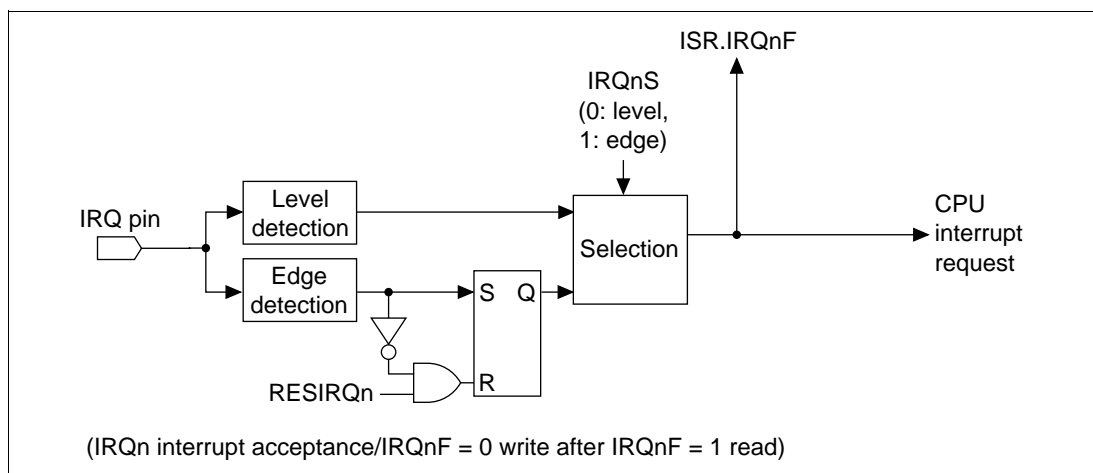 ISR.IRQnF
IRQnS
(0: level,
1: edge)
Level
detection
IRQ pin
Selection
CPU
interrupt
request
Edge
detection
S Q
R
RESIRQn
(IRQn interrupt acceptance/IRQnF = 0 write after IRQnF = 1 read)